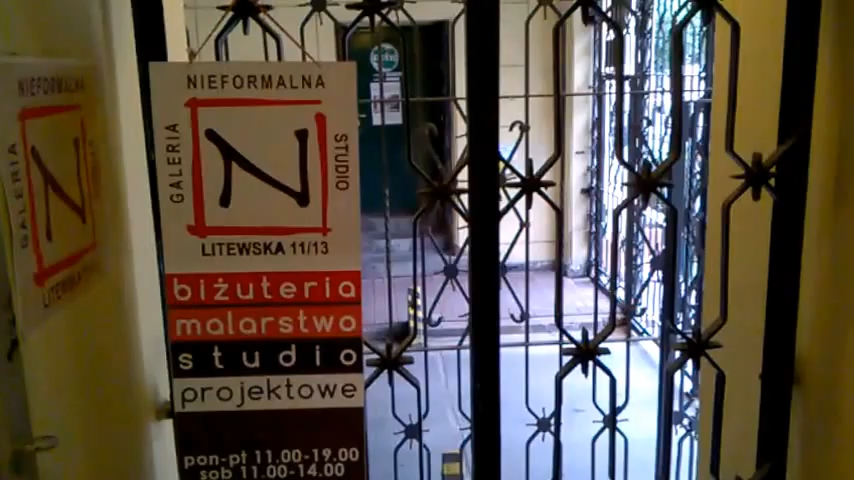 NIEFORMALNA
GALERIA
N
STUDIO
LITEWSKA 11/13
biżuteria
malarstwo
studio
projektowe
pon-pt 11.00-19.00
sob 11.00-14.00
NIEFORMALNA
GALERIA
N